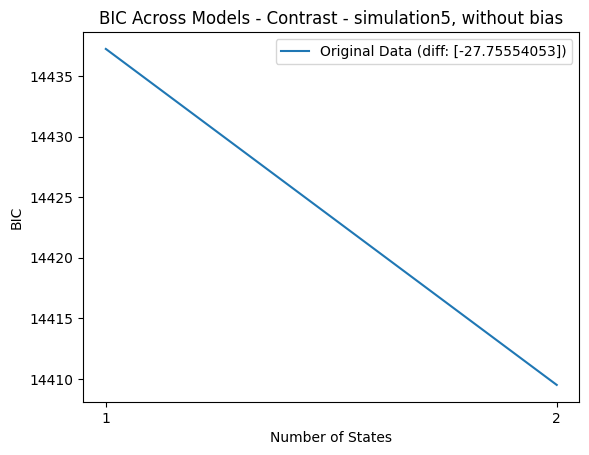 BIC Across Models - Contrast - simulation5, without bias
Original Data (diff: [-27.75554053])
BIC
14435
14430
14425
14420
14415
14410
1
2
Number of States